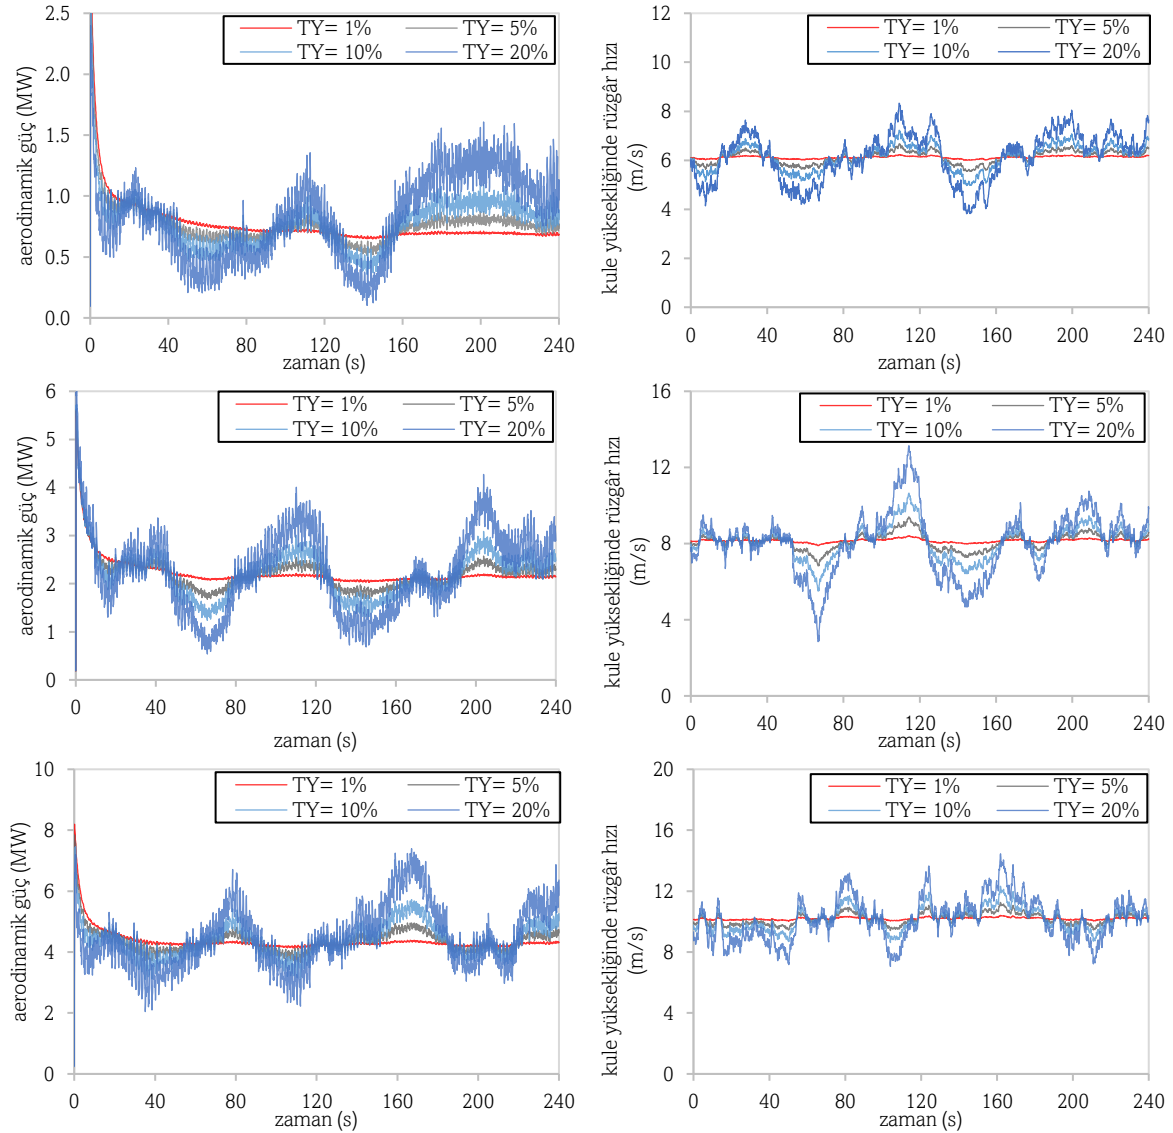 aerodinamik güç (MW)
2.5
2.0
1.5
1.0
0.5
0.0
TY= 1%
TY= 5%
TY= 10%
TY= 20%
0
40
80
120
160
200
240
zaman (s)
kule yüksekliğinde rüzgâr hızı
(m/s)
12
10
8
6
4
2
0
TY= 1%
TY= 5%
TY= 10%
TY= 20%
0
40
80
120
160
200
240
zaman (s)
aerodinamik güç (MW)
6
5
4
3
2
1
0
TY= 1%
TY= 5%
TY= 10%
TY= 20%
0
40
80
120
160
200
240
zaman (s)
kule yüksekliğinde rüzgâr hızı
(m/s)
16
12
8
4
0
TY= 1%
TY= 5%
TY= 10%
TY= 20%
0
40
80
120
160
200
240
zaman (s)
aerodinamik güç (MW)
10
8
6
4
2
0
TY= 1%
TY= 5%
TY= 10%
TY= 20%
0
40
80
120
160
200
240
zaman (s)
kule yüksekliğinde rüzgâr hızı
(m/s)
20
16
12
8
4
0
TY= 1%
TY= 5%
TY= 10%
TY= 20%
0
40
80
120
160
200
240
zaman (s)